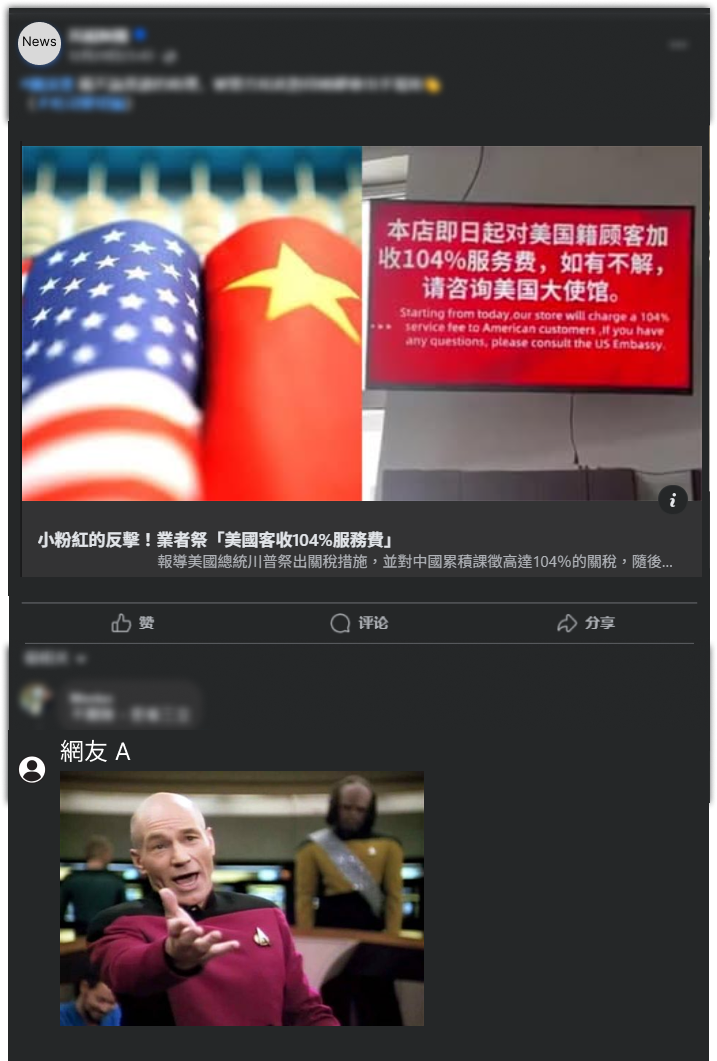 News
本店即日起对美国籍顾客加
收104%服务费，如有不解，
请咨询美国大使馆。
Starting from today,our store will charge a 104%
service fee to American customers ,If you have
any questions, please consult the US Embassy.
小粉紅的反擊！業者祭「美國客收104%服務費」
報導美國總統川普祭出關稅措施，並對中國累積課徵高達104%的關稅，隨後...
赞
评论
分享
網友 A